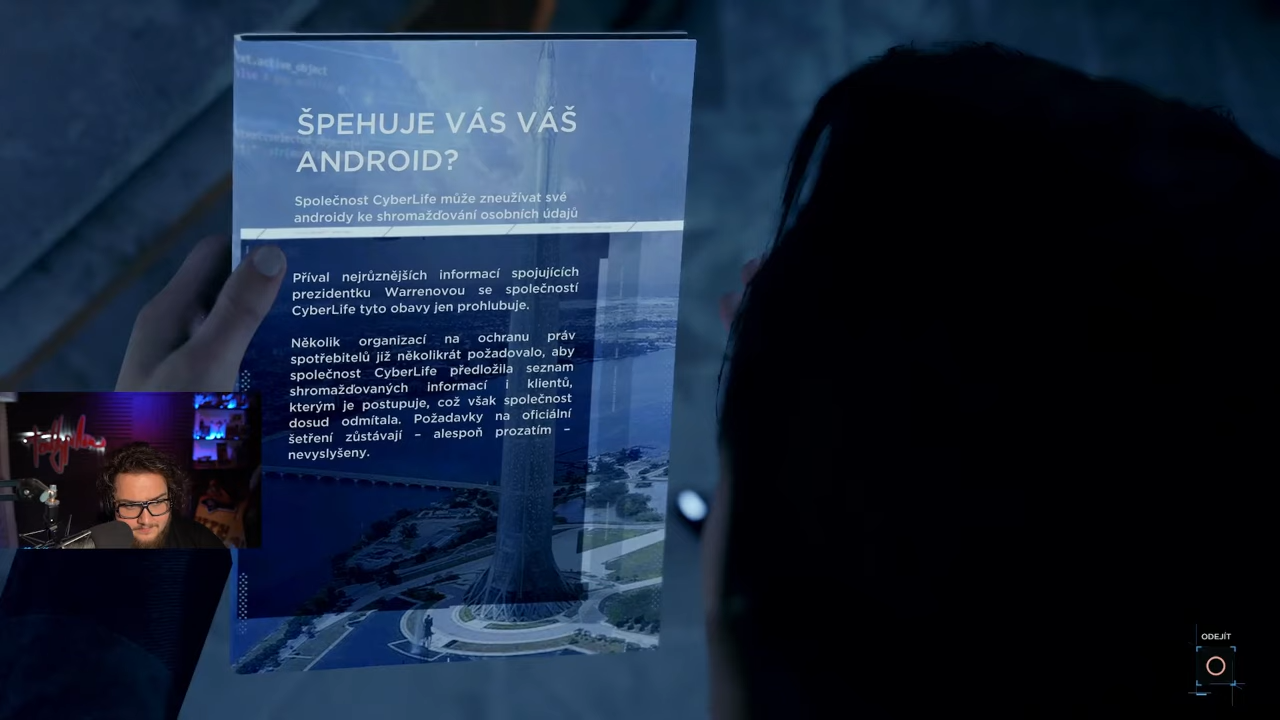 ŠPEHUJE VÁS VÁŠ
ANDROID?
Společnost CyberLife může zneužívat své
androidy ke shromažďování osobních údajů
Příval nejrůznějších informací spojujících
prezidentku Warrenovou se společností
CyberLife tyto obavy jen prohlubuje.
Několik organizací na ochranu práv
spotřebitelů již několikrát požadovalo, aby
společnost CyberLife předložila seznam
shromažďovaných informací i klientů,
kterým je postupuje, což však společnost
dosud odmítala. Požadavky na oficiální
šetření zůstávají – alespoň prozatím –
nevyslyšeny.
ODEJÍT